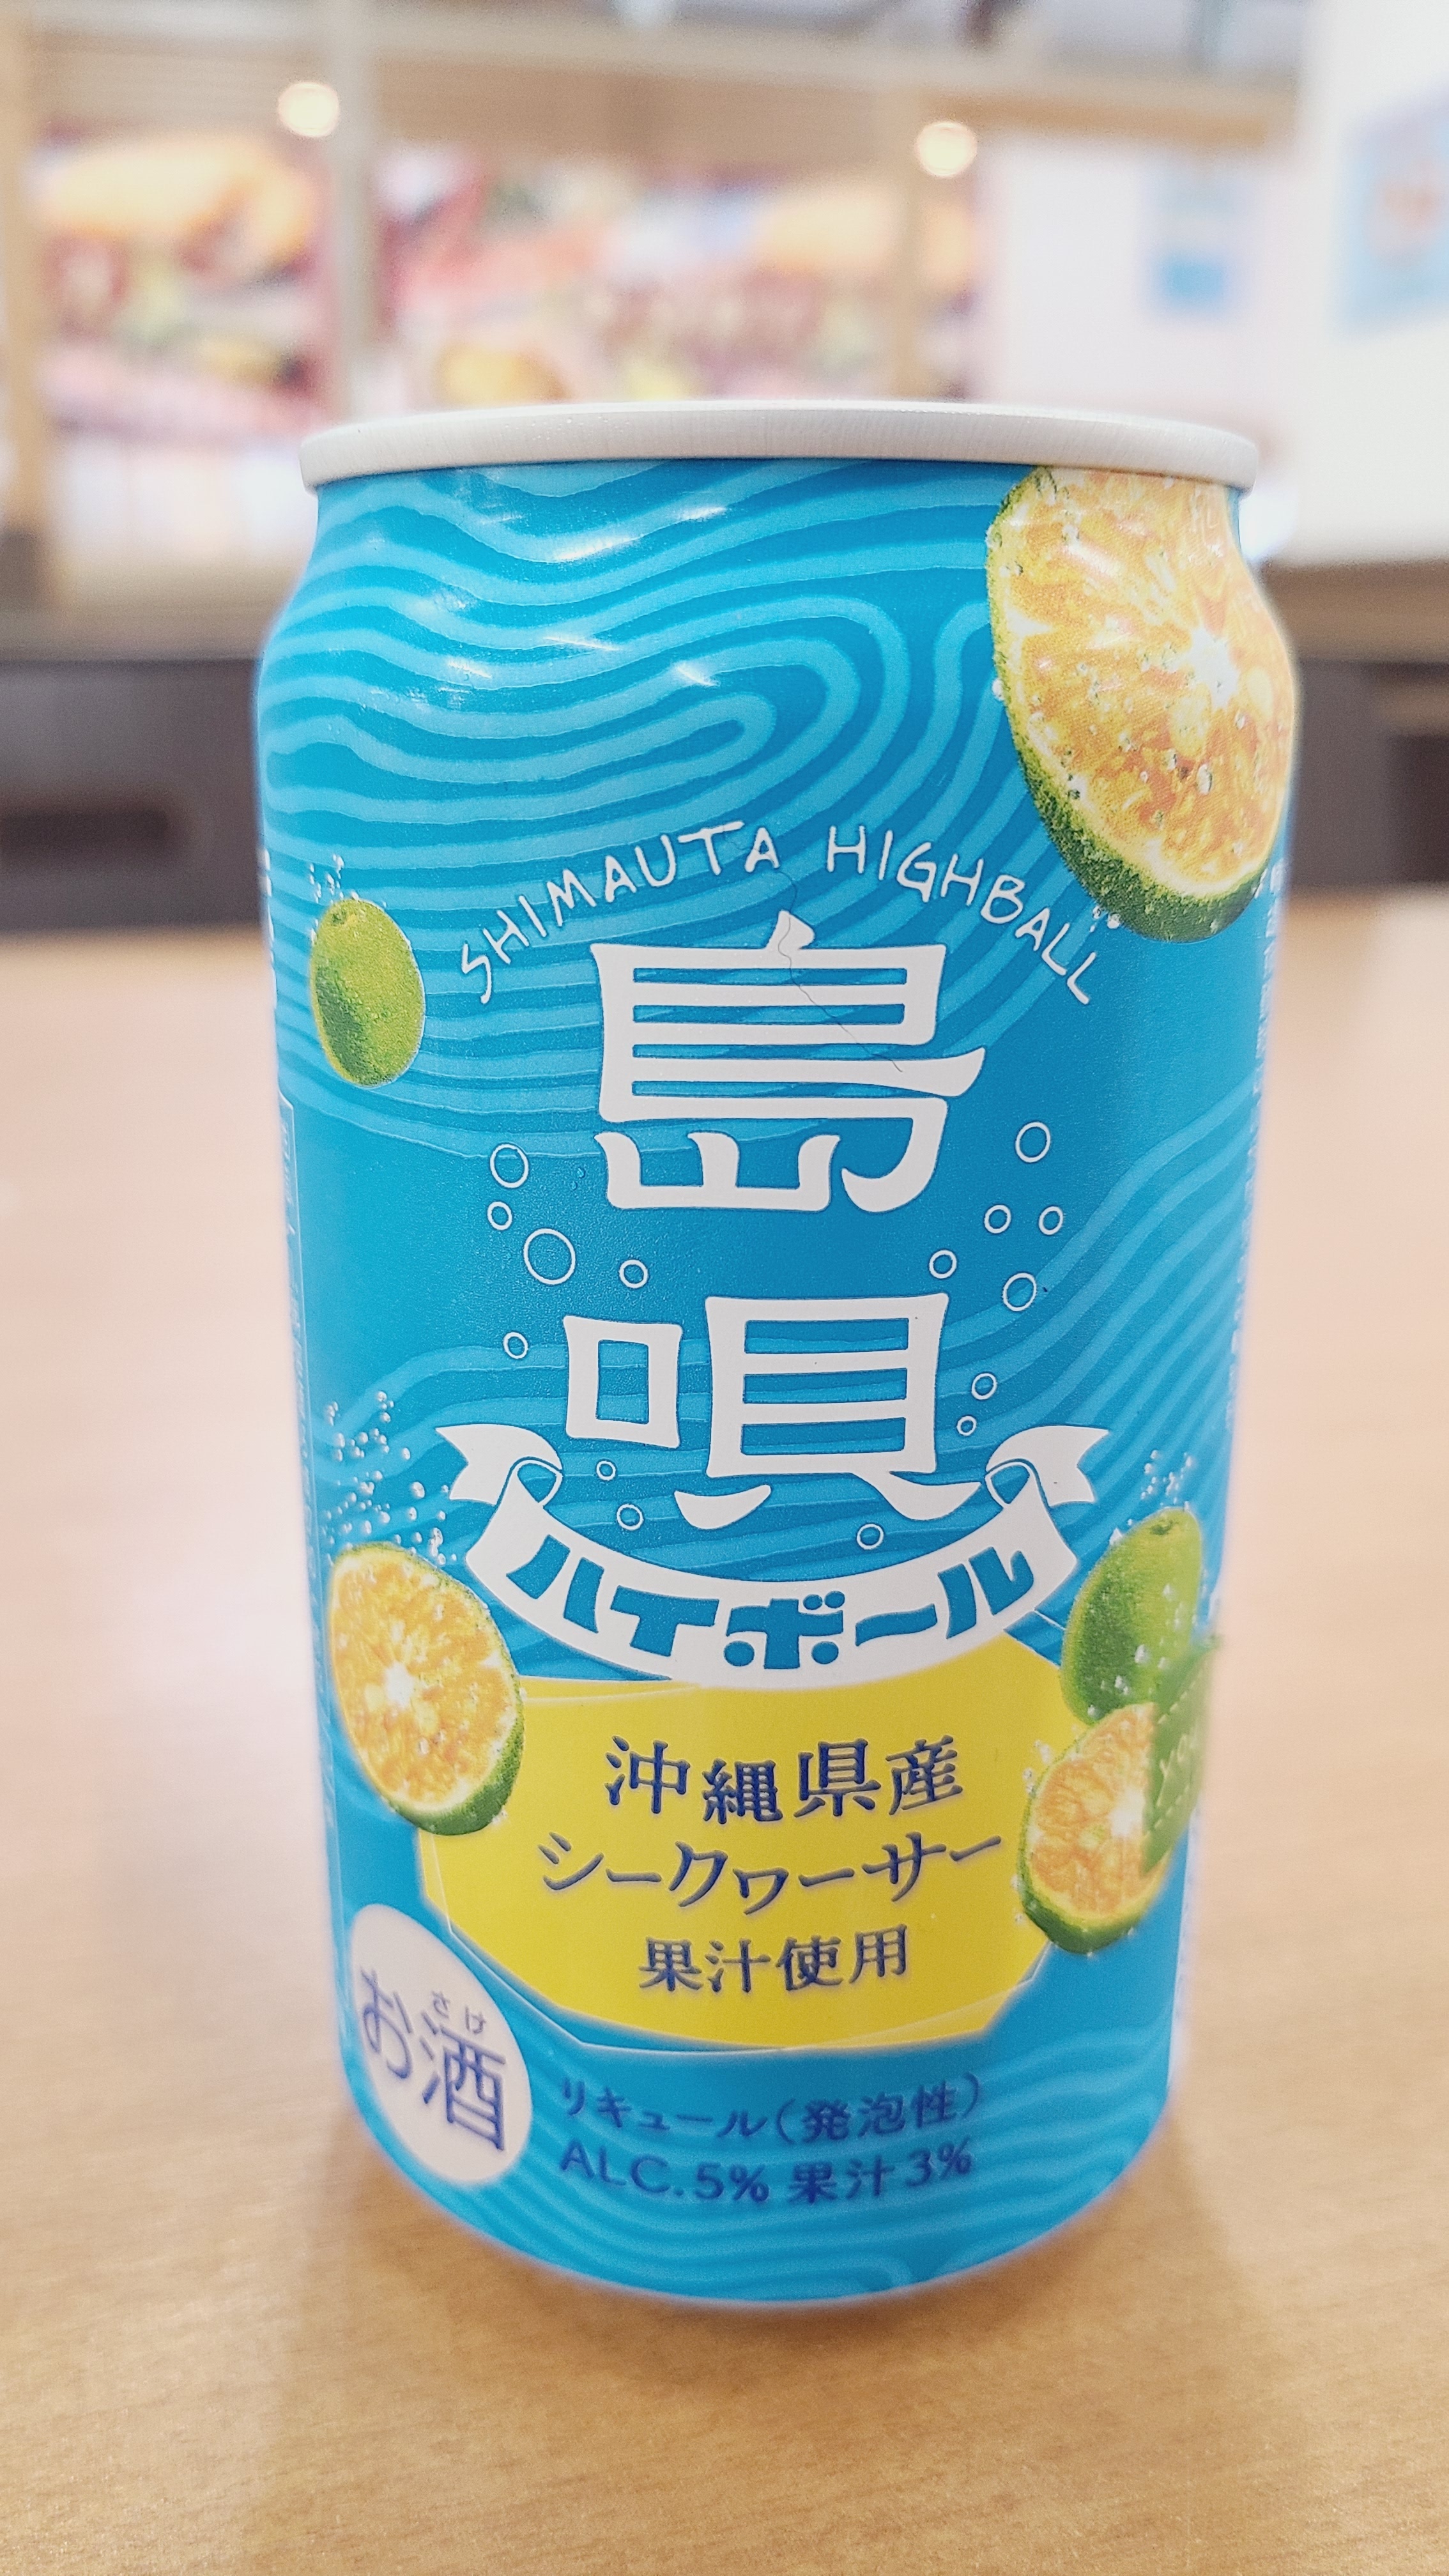 SHIMAUTA HIGHBALL
島
唄
ハイボール
沖縄県産
シークヮーサー
果汁使用
さけ
お酒
リキュール(発泡性)
ALC.5% 果汁3%